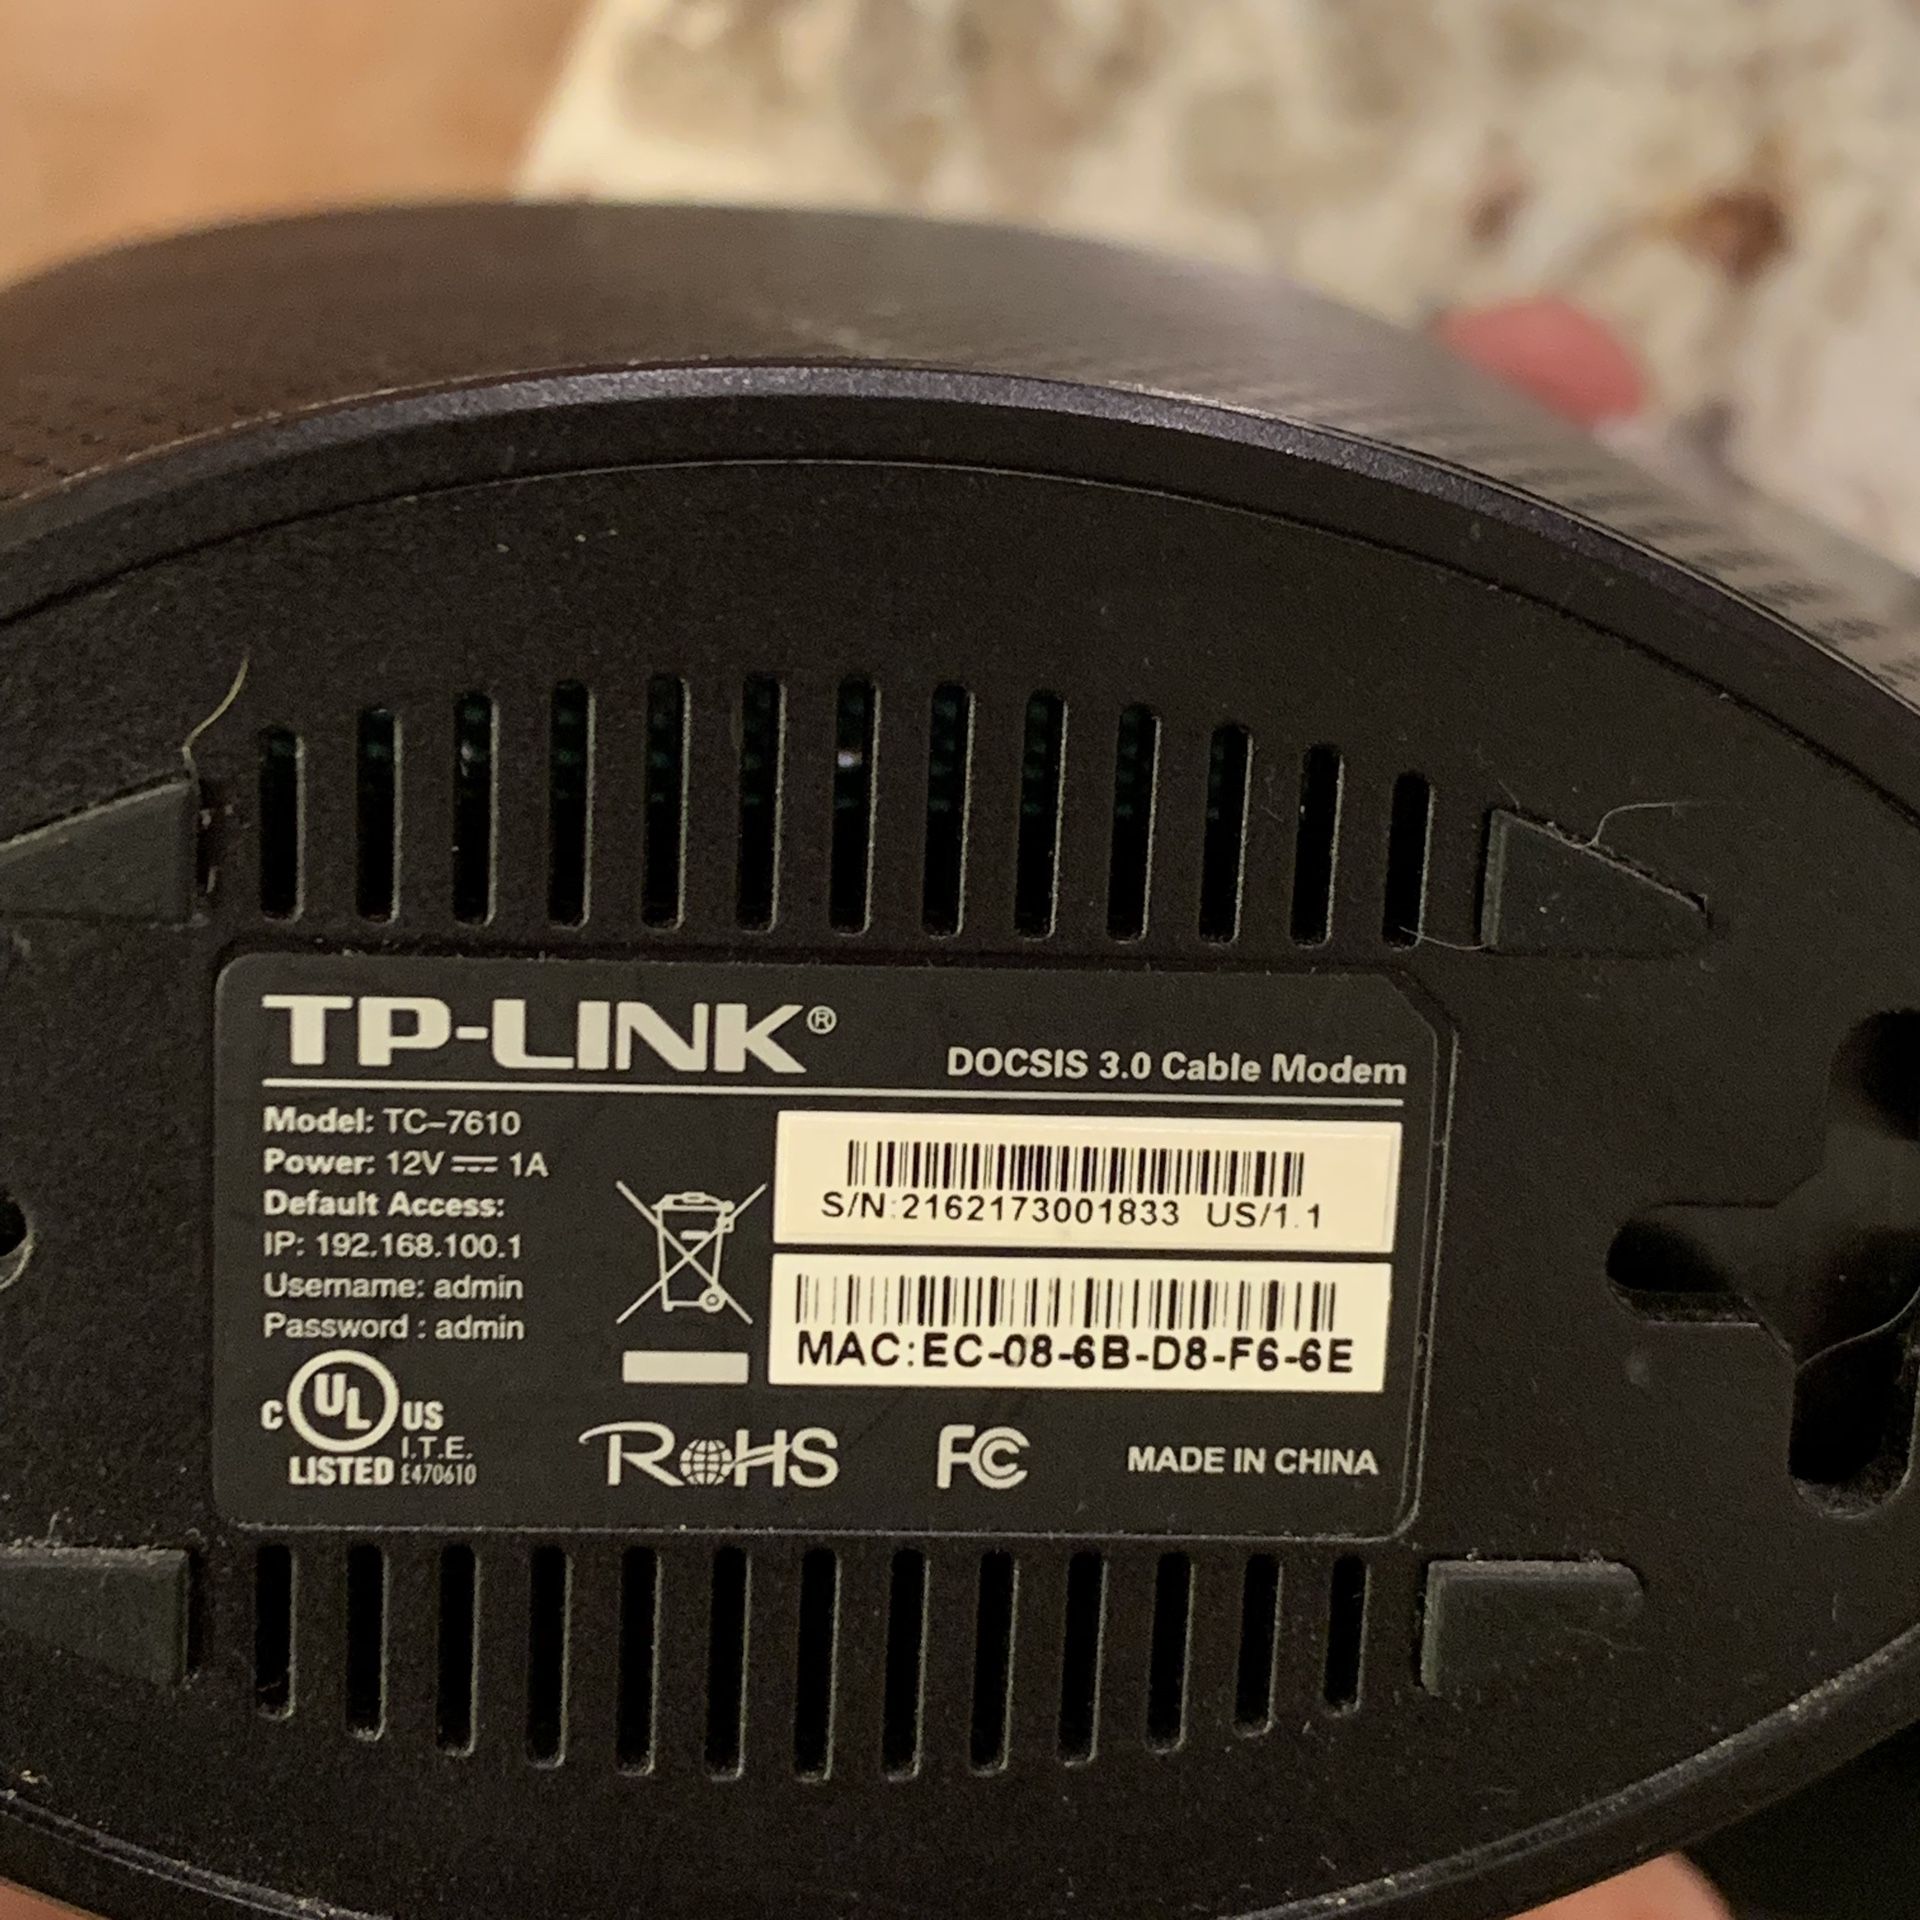 TP-LINK®
DOCSIS 3.0 Cable Modem
Model: TC-7610
Power: 12V ⎓ 1A
Default Access:
IP: 192.168.100.1
Username: admin
Password : admin
S/N:2162173001833 US/1.1
MAC:EC-08-6B-D8-F6-6E
C UL US
LISTED I.T.E. E470610
RoHS
FC
MADE IN CHINA